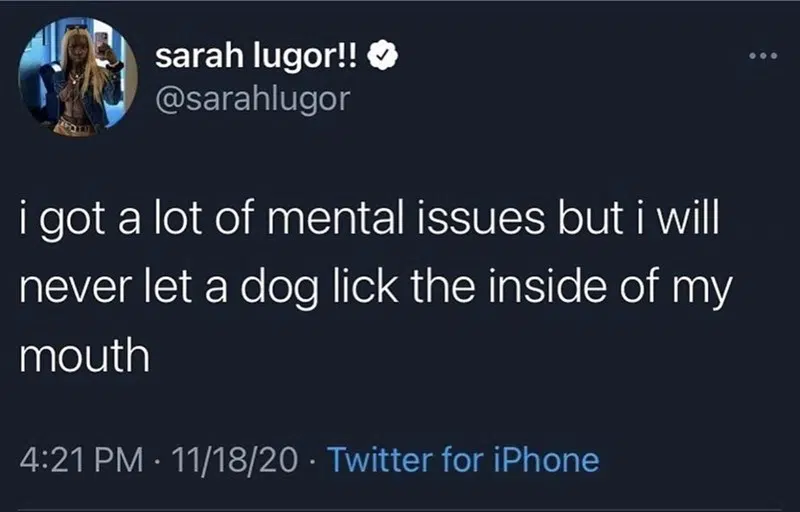 sarah lugor!!
@sarahlugor
i got a lot of mental issues but i will
never let a dog lick the inside of my
mouth
4:21 PM · 11/18/20 · Twitter for iPhone